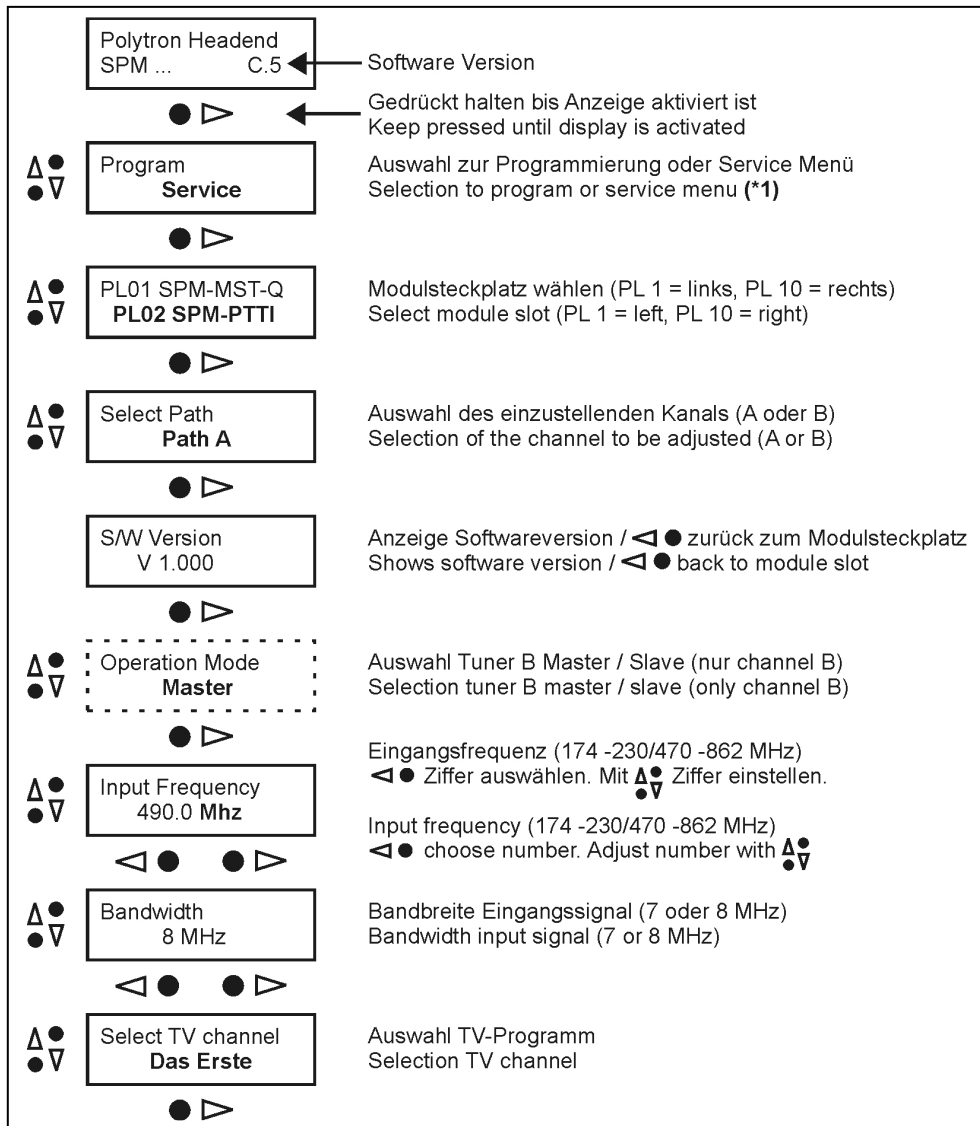 Polytron Headend
SPM ... C.5
Software Version
Gedrückt halten bis Anzeige aktiviert ist
Keep pressed until display is activated
Program
Service
Auswahl zur Programmierung oder Service Menü
Selection to program or service menu (*1)
PL01 SPM-MST-Q
PL02 SPM-PTTI
Modulsteckplatz wählen (PL 1 = links, PL 10 = rechts)
Select module slot (PL 1 = left, PL 10 = right)
Select Path
Path A
Auswahl des einzustellenden Kanals (A oder B)
Selection of the channel to be adjusted (A or B)
S/W Version
V 1.000
Anzeige Softwareversion / zurück zum Modulsteckplatz
Shows software version / back to module slot
Operation Mode
Master
Auswahl Tuner B Master / Slave (nur channel B)
Selection tuner B master / slave (only channel B)
Input Frequency
490.0 Mhz
Eingangsfrequenz (174 -230/470 -862 MHz)
Ziffer auswählen. Mit Ziffer einstellen.
Input frequency (174 -230/470 -862 MHz)
choose number. Adjust number with
Bandwidth
8 MHz
Bandbreite Eingangssignal (7 oder 8 MHz)
Bandwidth input signal (7 or 8 MHz)
Select TV channel
Das Erste
Auswahl TV-Programm
Selection TV channel